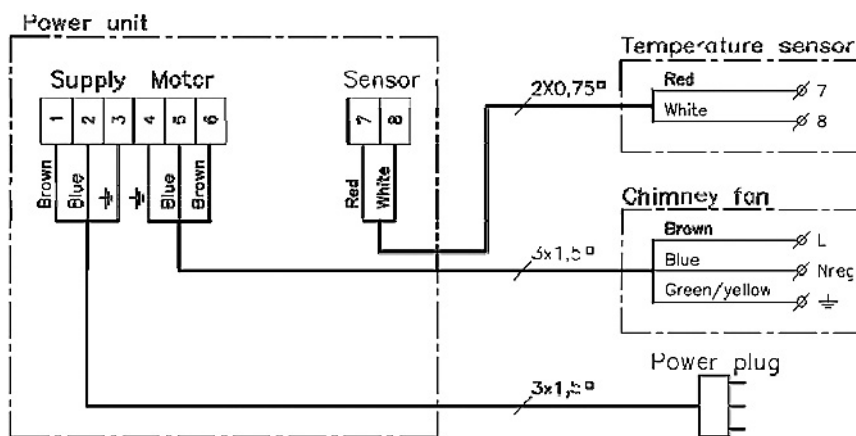 Power unit
Supply Motor Sensor
1 2 3 4 5 6 7 8
Brown Blue Blue Brown Red White
2X0,75▫
Temperature sensor
Red 7
White 8
Chimney fan
3x1,5▫
Brown L
Blue Nreg
Green/yellow
Power plug
3x1,5▫